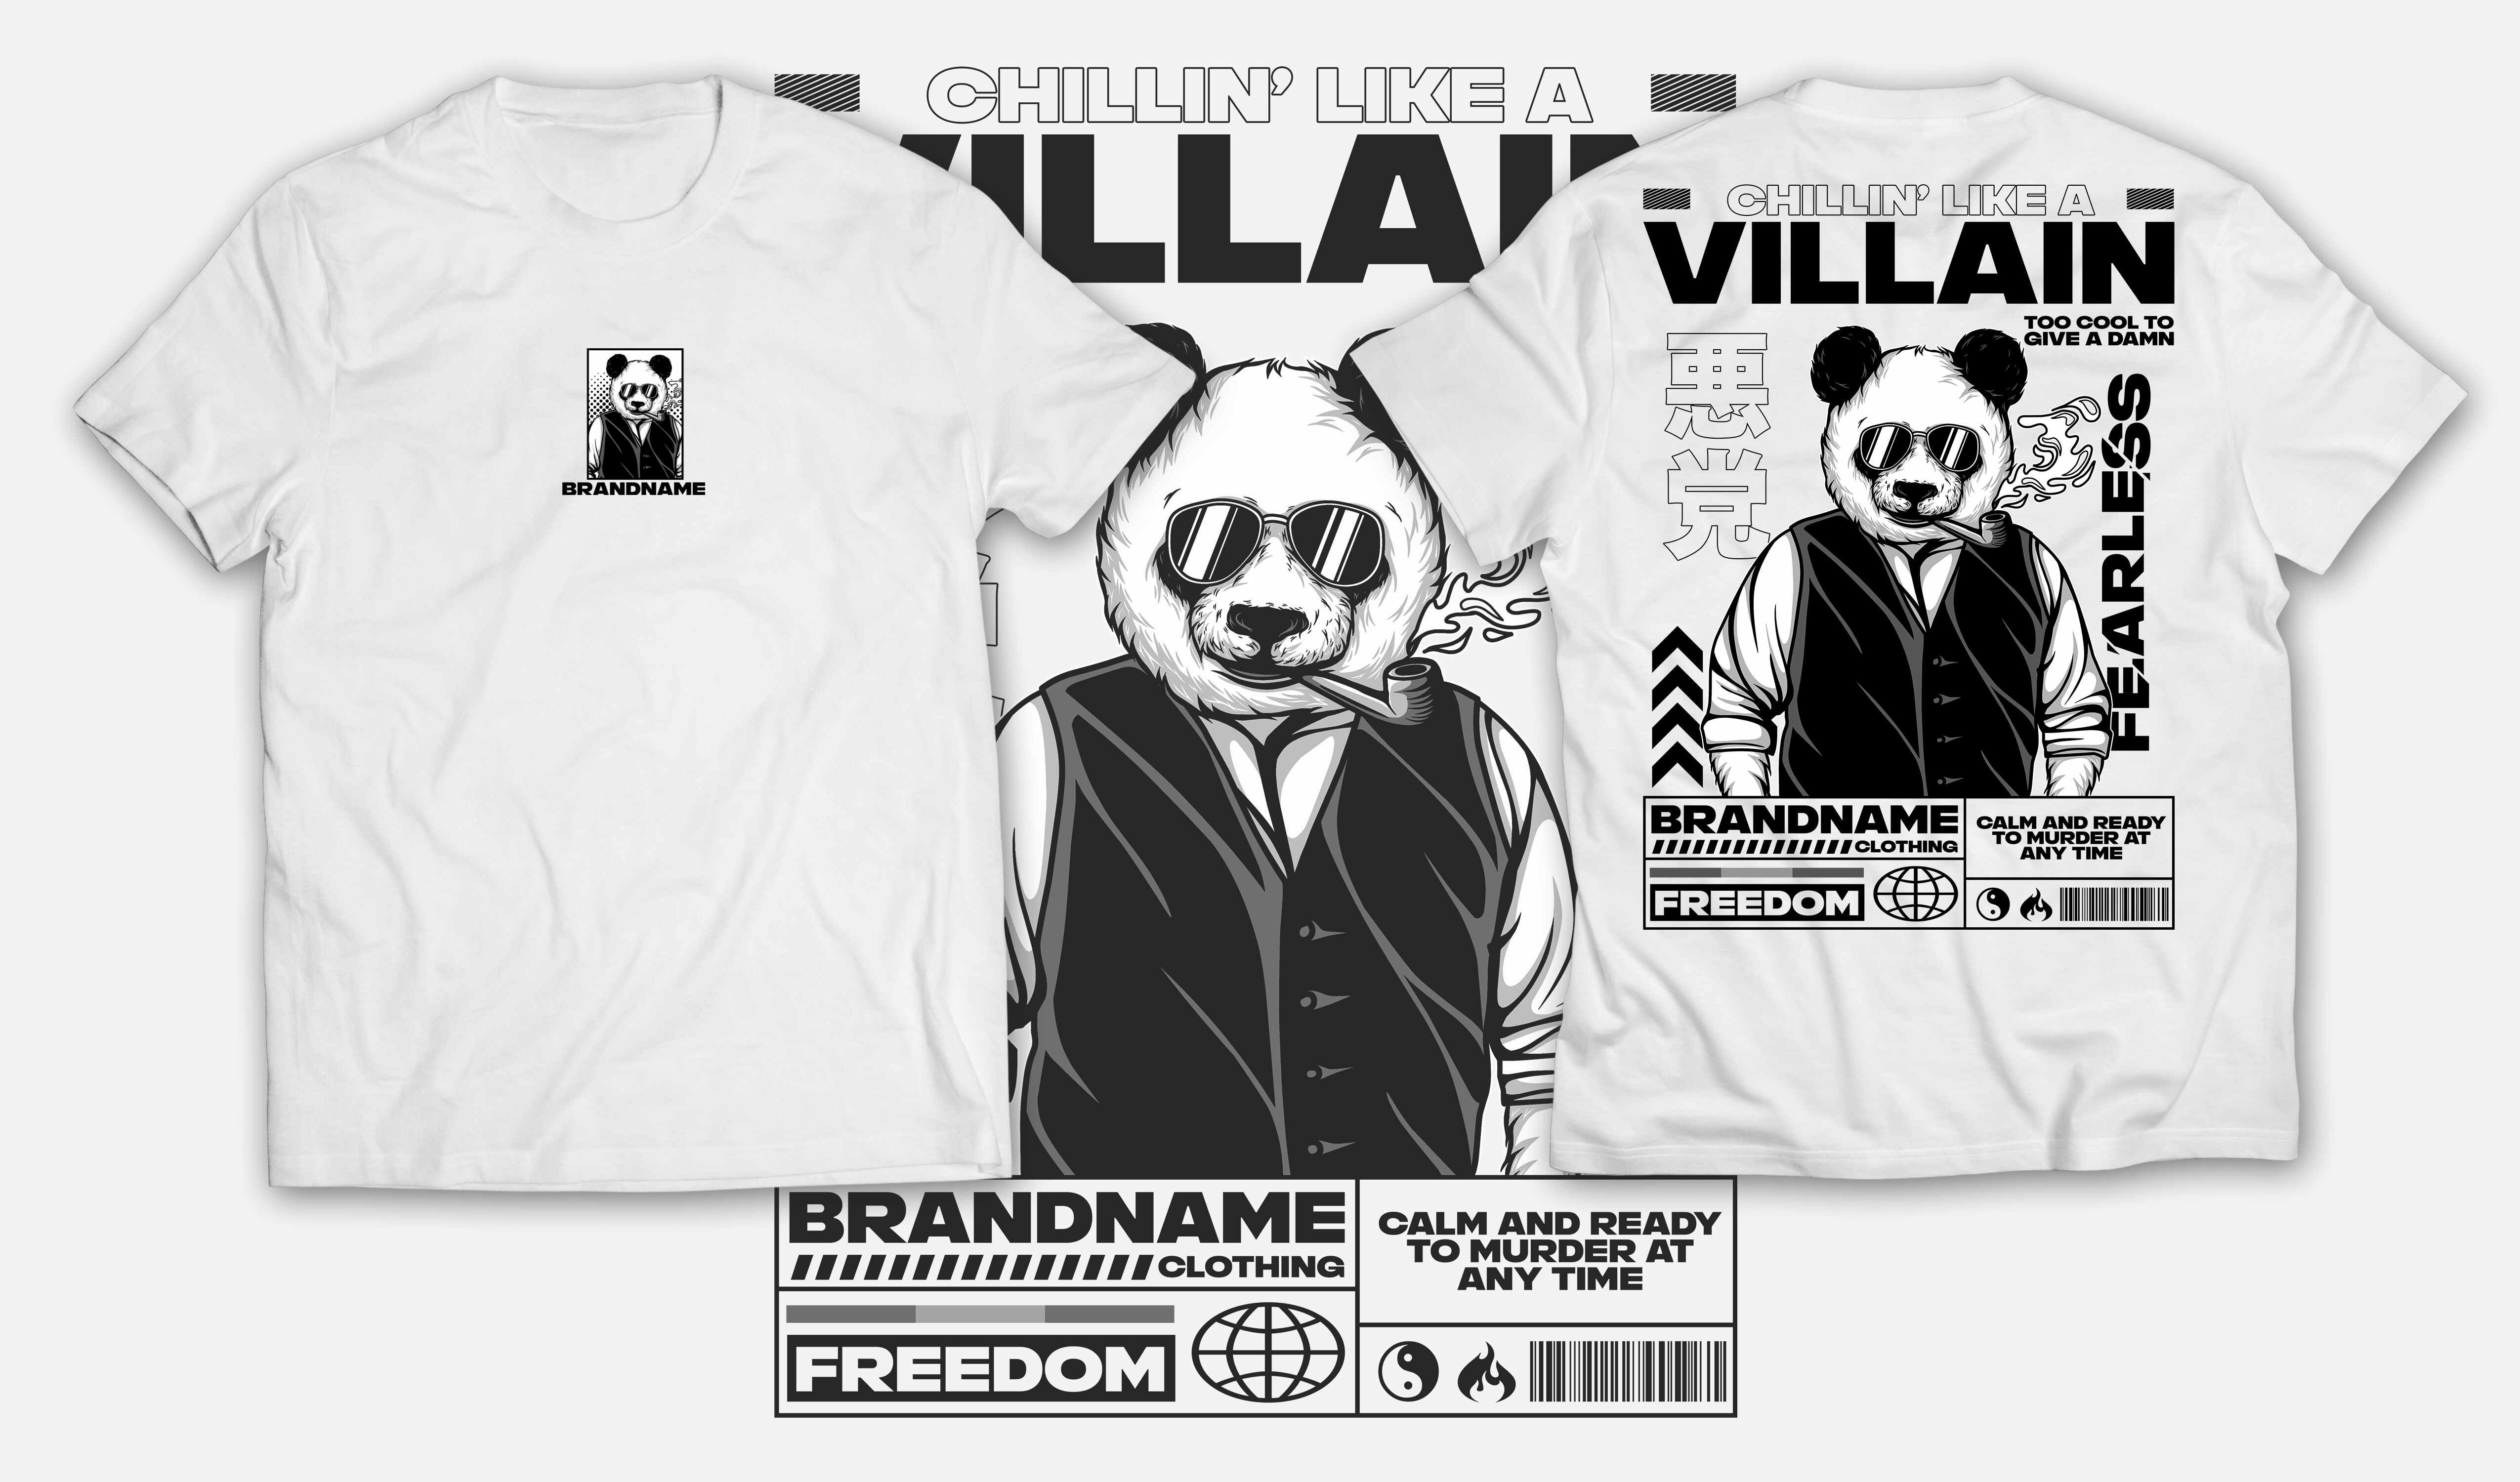 CHILLIN' LIKE A
VILLAIN
BRANDNAME
CHILLIN' LIKE A
VILLAIN
TOO COOL TO
GIVE A DAMN
悪党
FEARLESS
BRANDNAME
CLOTHING
FREEDOM
CALM AND READY
TO MURDER AT
ANY TIME
BRANDNAME
CLOTHING
FREEDOM
CALM AND READY
TO MURDER AT
ANY TIME